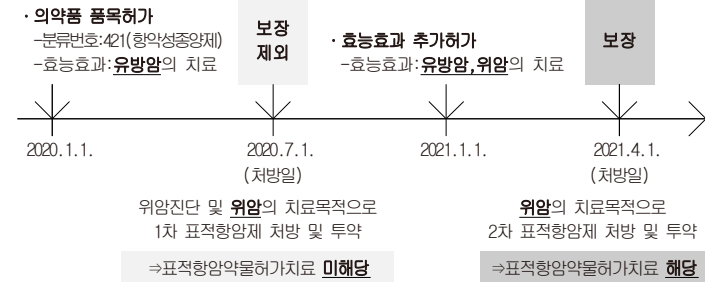 · 의약품 품목허가
-분류번호:421(항악성종양제)
-효능효과:유방암의 치료
보장
제외
· 효능효과 추가허가
-효능효과:유방암,위암의 치료
보장
2020.1.1.
2020.7.1.
(처방일)
2021.1.1.
2021.4.1.
(처방일)
위암진단 및 위암의 치료목적으로
1차 표적항암제 처방 및 투약
⇒표적항암약물허가치료 미해당
위암의 치료목적으로
2차 표적항암제 처방 및 투약
⇒표적항암약물허가치료 해당